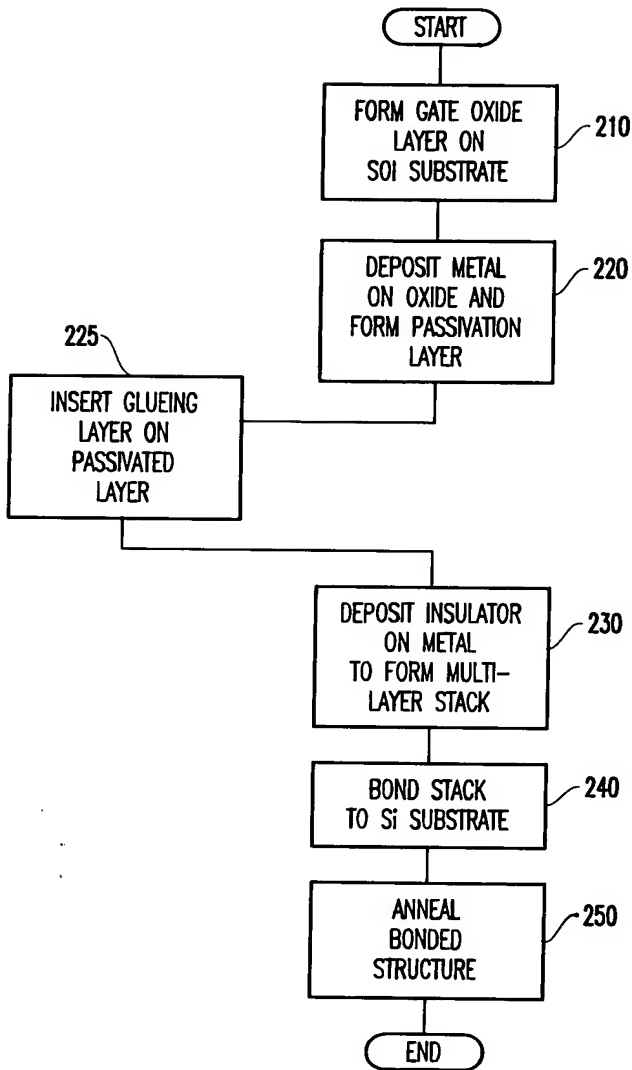 START
FORM GATE OXIDE
LAYER ON
SOI SUBSTRATE
210
DEPOSIT METAL
ON OXIDE AND
FORM PASSIVATION
LAYER
220
225
INSERT GLUEING
LAYER ON
PASSIVATED
LAYER
DEPOSIT INSULATOR
ON METAL
TO FORM MULTI-
LAYER STACK
230
BOND STACK
TO Si SUBSTRATE
240
ANNEAL
BONDED
STRUCTURE
250
END